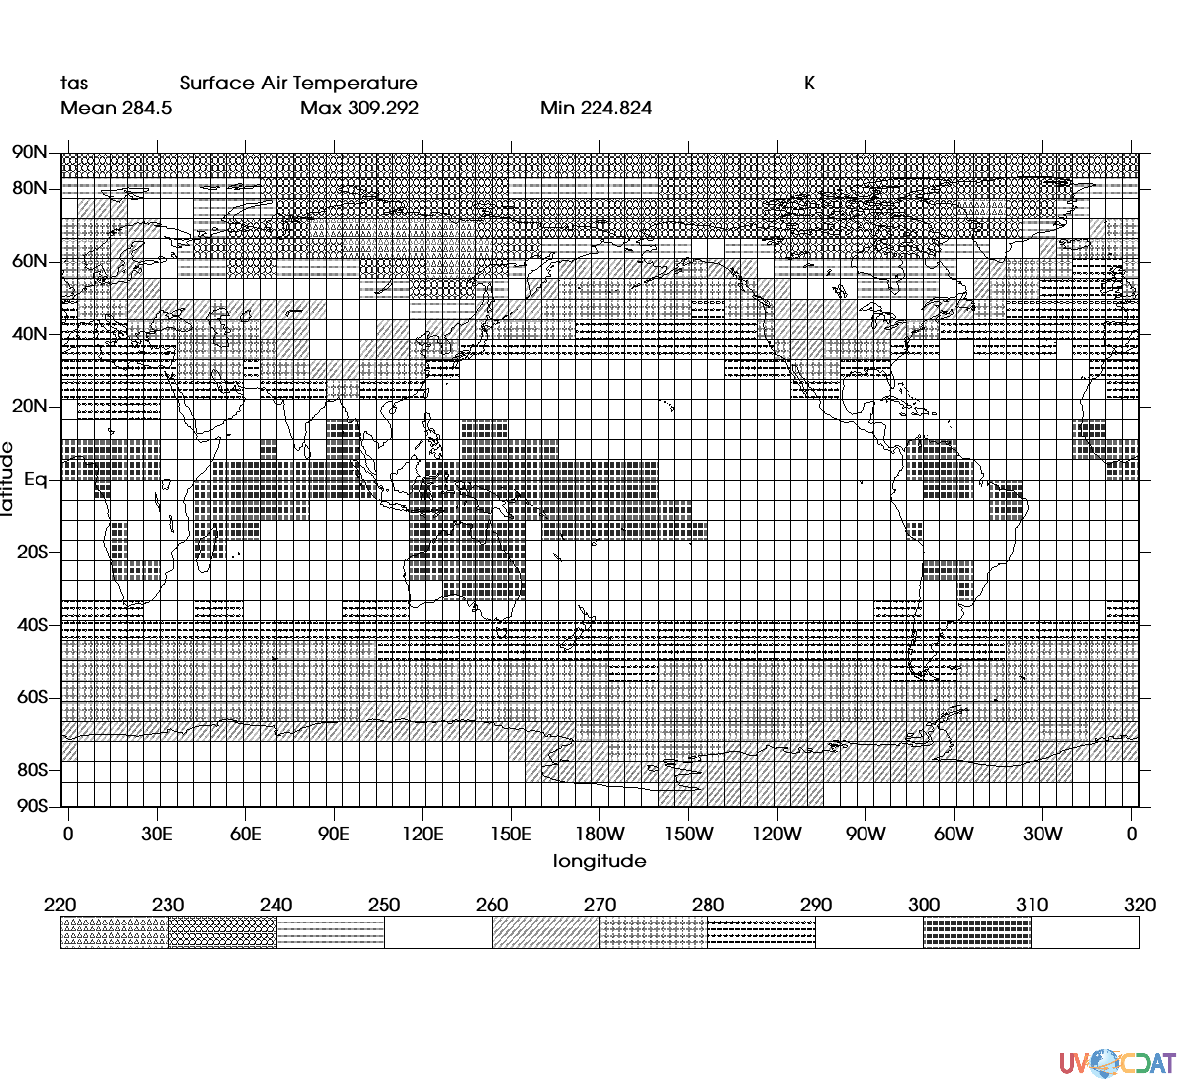 tas Surface Air Temperature K
Mean 284.5 Max 309.292 Min 224.824
90N
80N
60N
40N
20N
Eq
20S
40S
60S
80S
90S
latitude
0 30E 60E 90E 120E 150E 180W 150W 120W 90W 60W 30W 0
longitude
220 230 240 250 260 270 280 290 300 310 320
UV CDAT